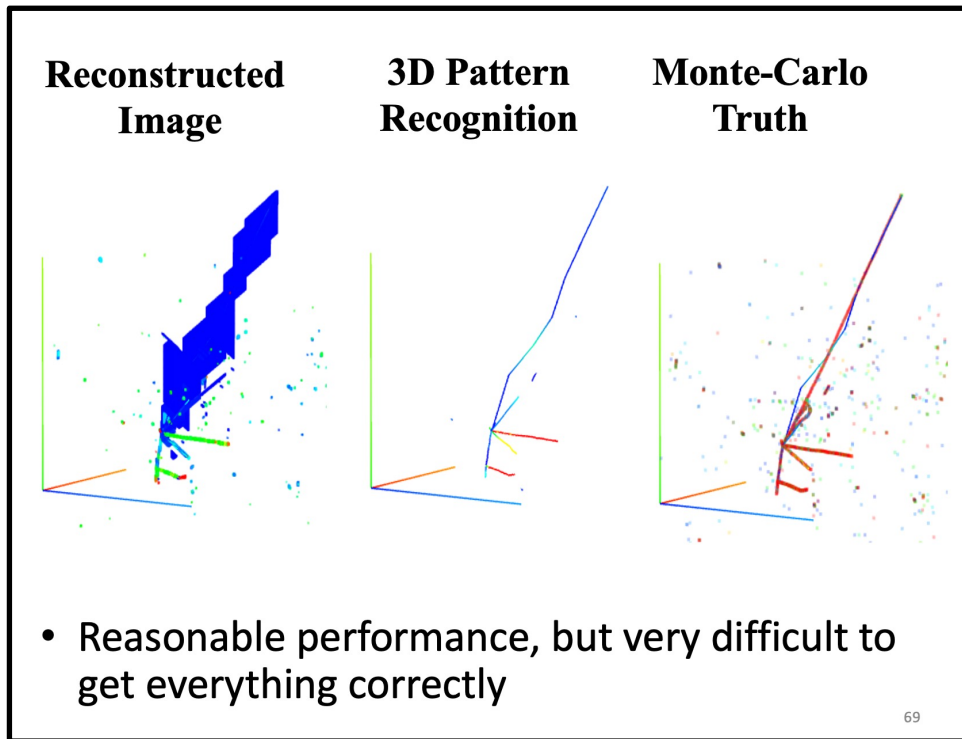 Reconstructed
Image
3D Pattern
Recognition
Monte-Carlo
Truth
• Reasonable performance, but very difficult to
get everything correctly
69